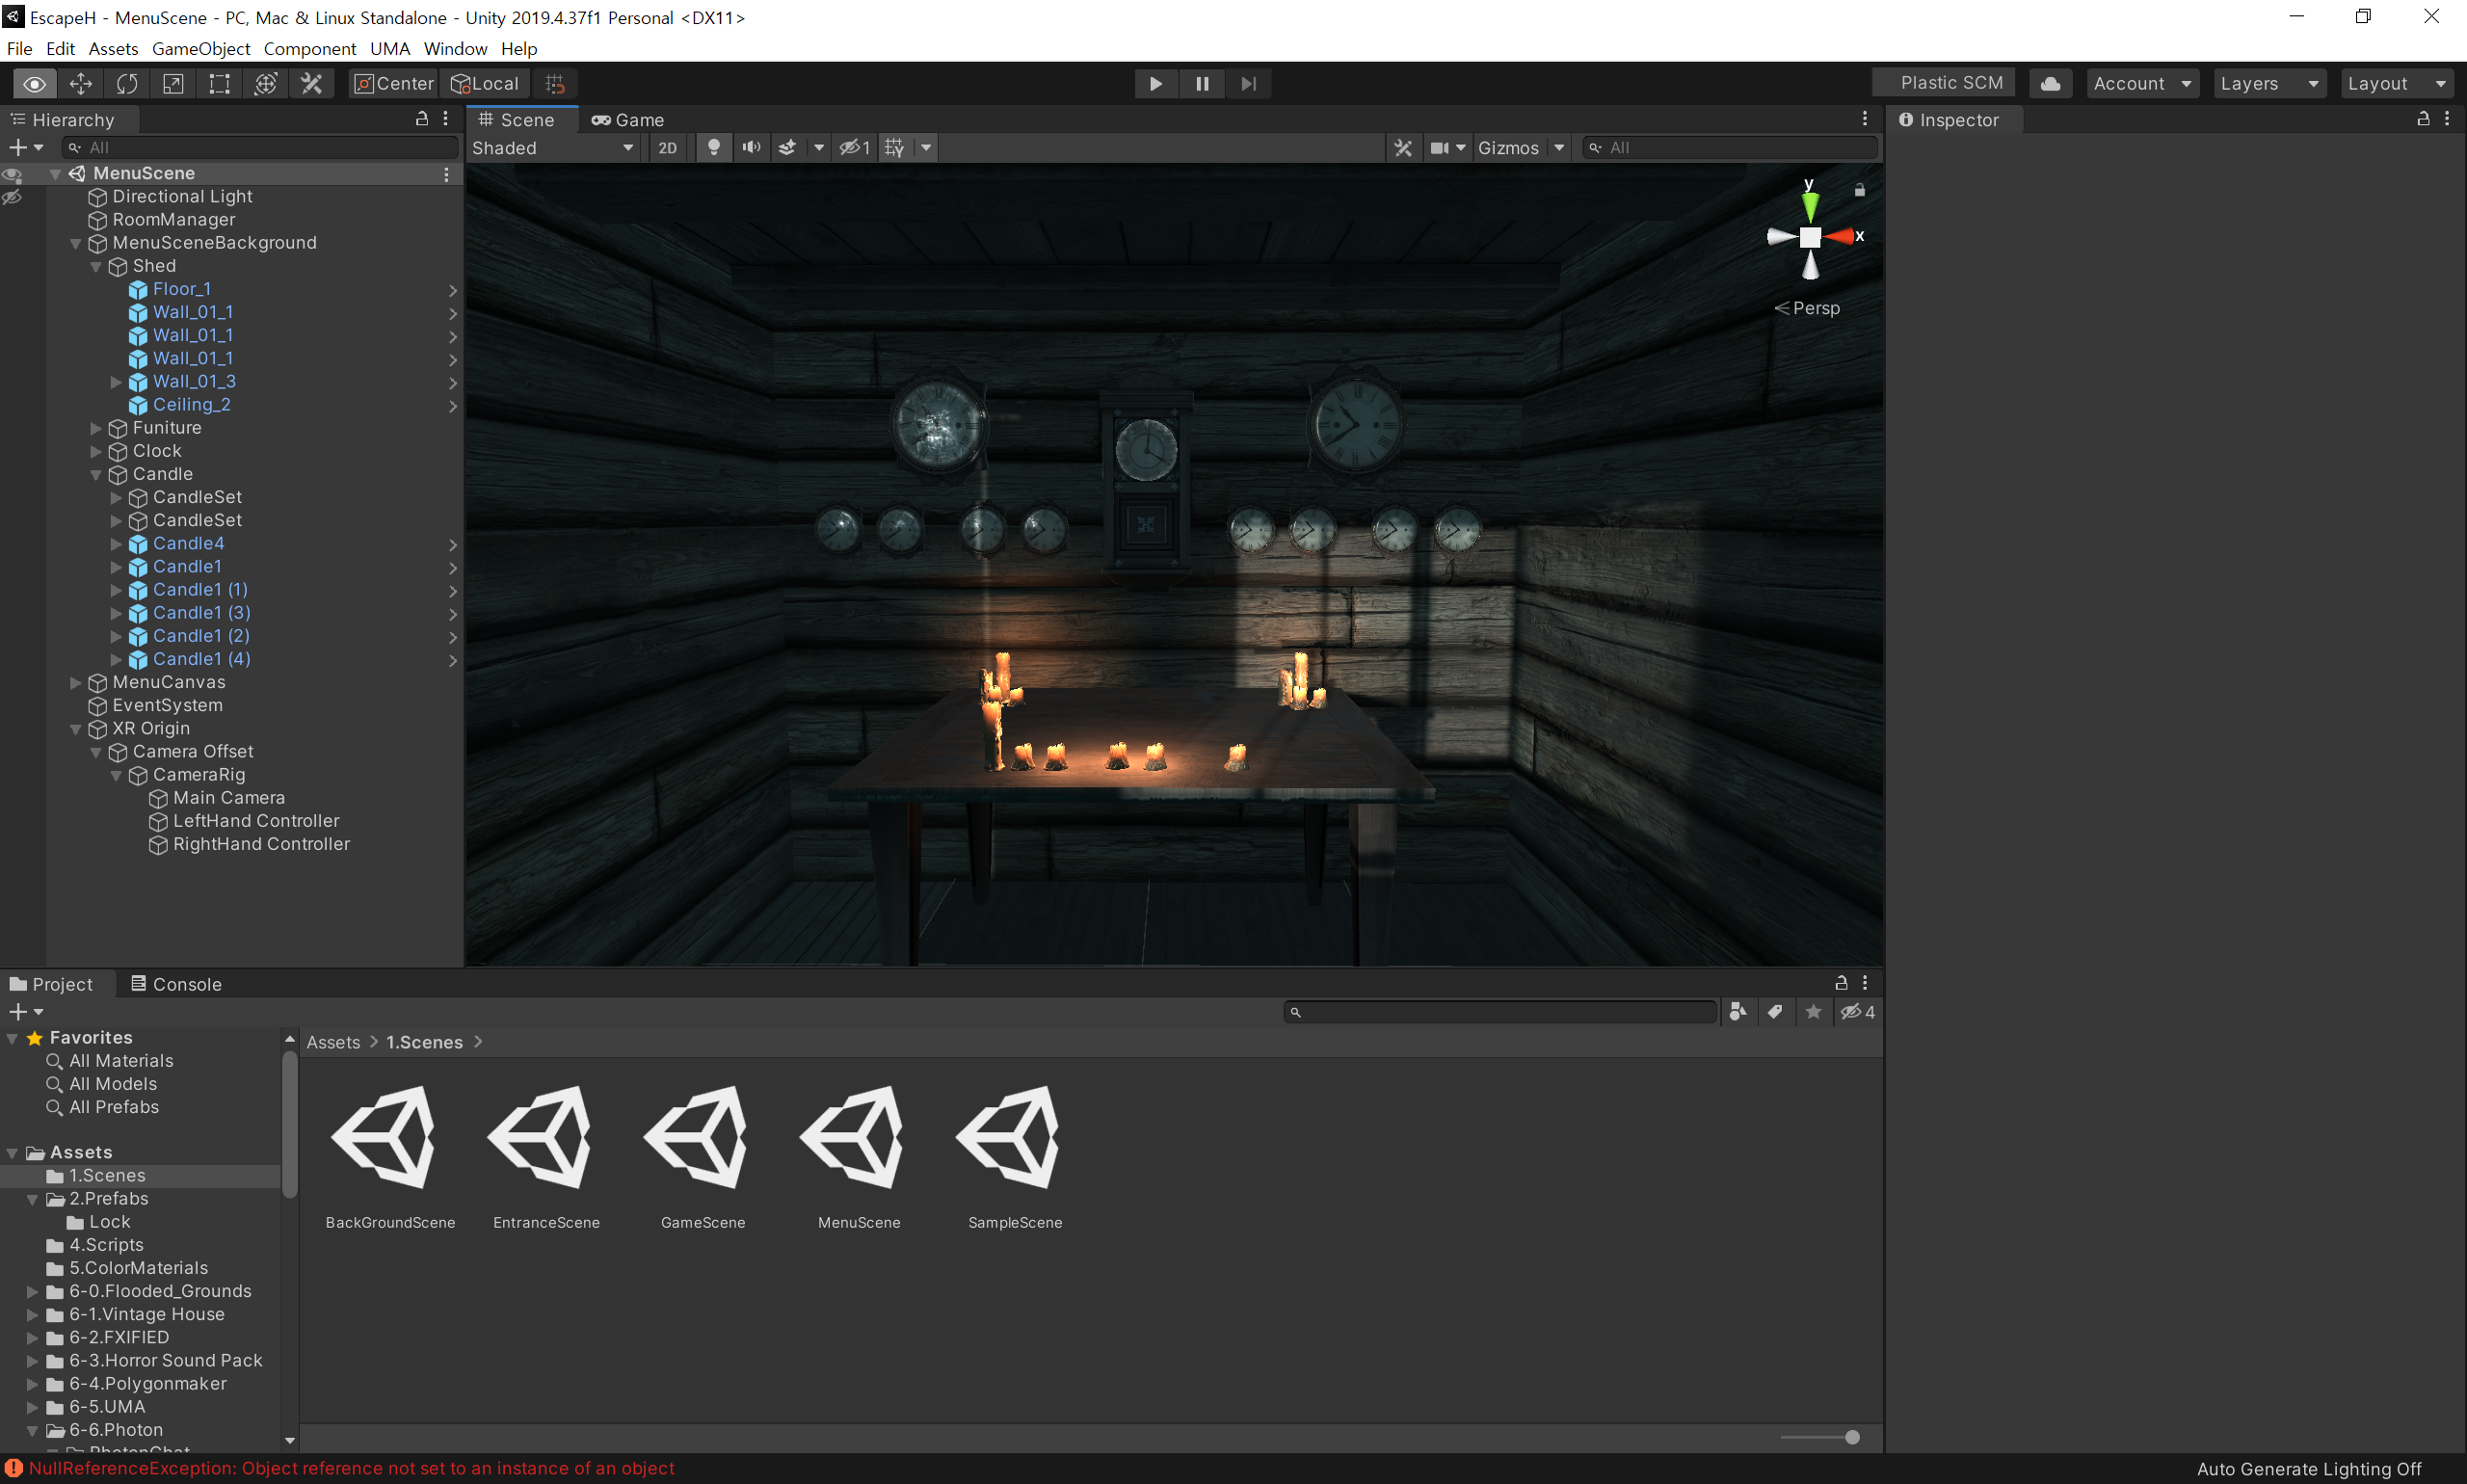 EscapeH - MenuScene - PC, Mac & Linux Standalone - Unity 2019.4.37f1 Personal <DX11>
File Edit Assets GameObject Component UMA Window Help
Center Local Plastic SCM Account Layers Layout
Hierarchy
All
MenuScene
Directional Light
RoomManager
MenuSceneBackground
Shed
Floor_1
Wall_01_1
Wall_01_1
Wall_01_1
Wall_01_3
Ceiling_2
Funiture
Clock
Candle
CandleSet
CandleSet
Candle4
Candle1
Candle1 (1)
Candle1 (3)
Candle1 (2)
Candle1 (4)
MenuCanvas
EventSystem
XR Origin
Camera Offset
CameraRig
Main Camera
LeftHand Controller
RightHand Controller
Scene Game
Shaded 2D 1 Gizmos All
y
x
Persp
Inspector
Project Console
4
Favorites
All Materials
All Models
All Prefabs
Assets
1.Scenes
2.Prefabs
Lock
4.Scripts
5.ColorMaterials
6-0.Flooded_Grounds
6-1.Vintage House
6-2.FXIFIED
6-3.Horror Sound Pack
6-4.Polygonmaker
6-5.UMA
6-6.Photon
PhotonChat
Assets > 1.Scenes >
BackGroundScene EntranceScene GameScene MenuScene SampleScene
NullReferenceException: Object reference not set to an instance of an object
Auto Generate Lighting Off